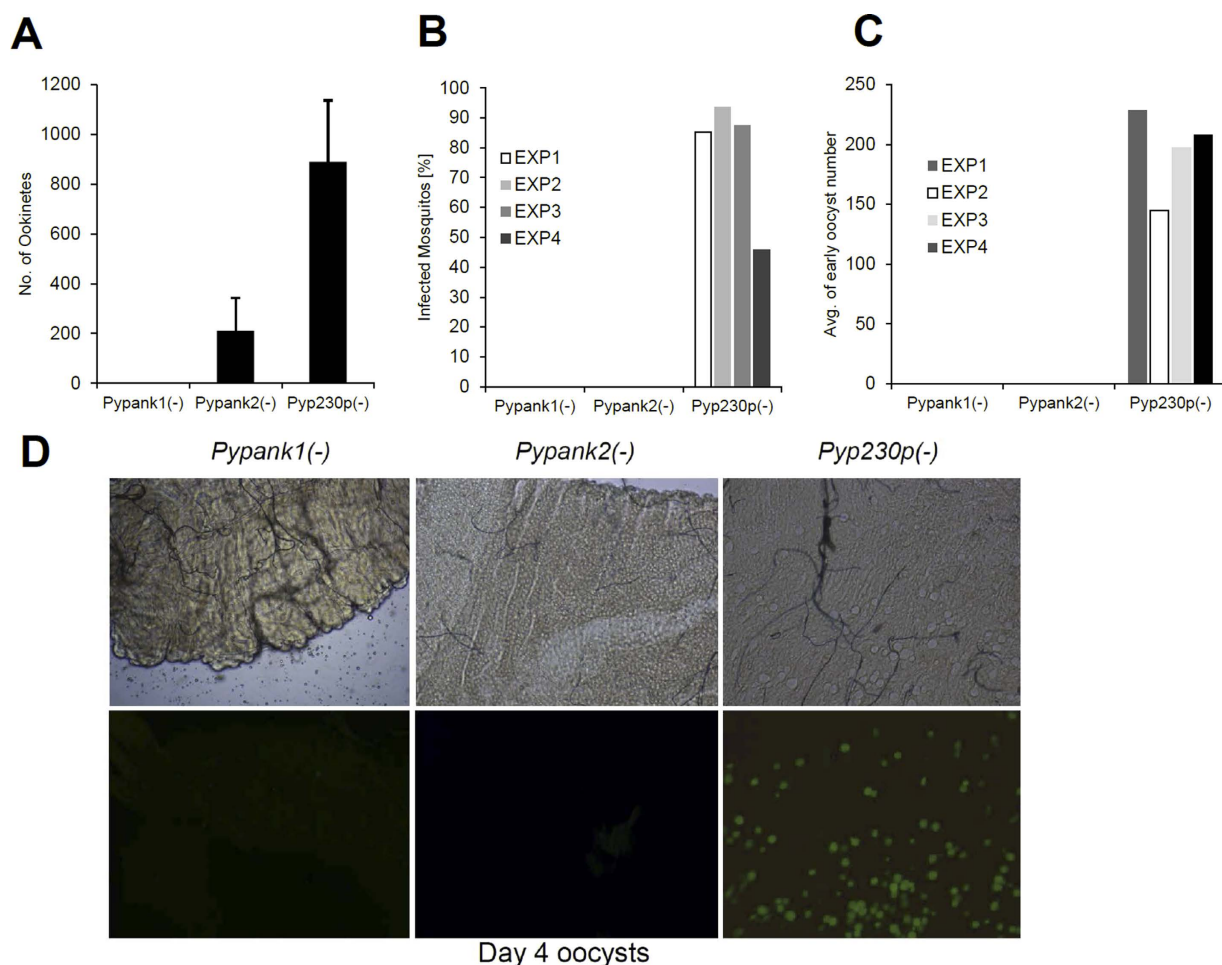 A
1200
1000
800
600
400
200
0
No. of Ookinetes
Pypank1(-) Pypank2(-) Pyp230p(-)
B
100
90
80
70
60
50
40
30
20
10
0
Infected Mosquitos [%]
EXP1
EXP2
EXP3
EXP4
Pypank1(-) Pypank2(-) Pyp230p(-)
C
250
200
150
100
50
0
Avg. of early oocyst number
EXP1
EXP2
EXP3
EXP4
Pypank1(-) Pypank2(-) Pyp230p(-)
D
Pypank1(-) Pypank2(-) Pyp230p(-)
Day 4 oocysts